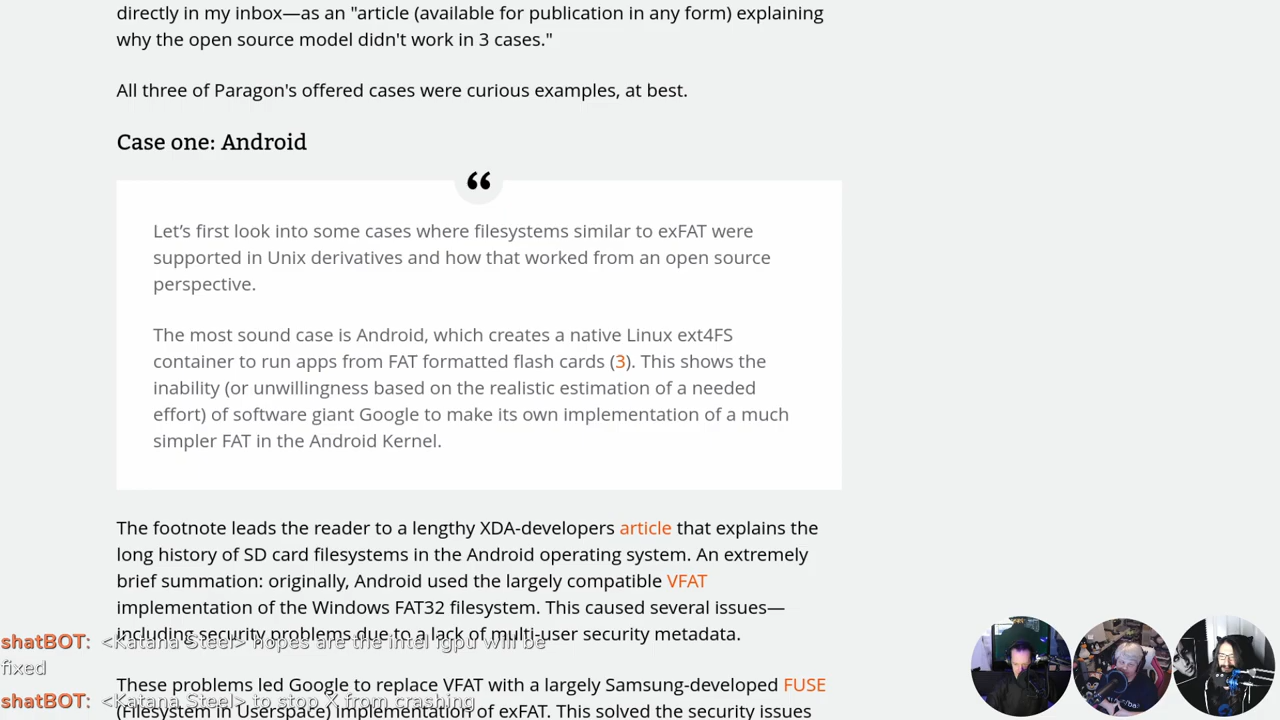 directly in my inbox—as an "article (available for publication in any form) explaining
why the open source model didn't work in 3 cases."
All three of Paragon's offered cases were curious examples, at best.
Case one: Android
“
Let’s first look into some cases where filesystems similar to exFAT were
supported in Unix derivatives and how that worked from an open source
perspective.
The most sound case is Android, which creates a native Linux ext4FS
container to run apps from FAT formatted flash cards (3). This shows the
inability (or unwillingness based on the realistic estimation of a needed
effort) of software giant Google to make its own implementation of a much
simpler FAT in the Android Kernel.
The footnote leads the reader to a lengthy XDA-developers article that explains the
long history of SD card filesystems in the Android operating system. An extremely
brief summation: originally, Android used the largely compatible VFAT
implementation of the Windows FAT32 filesystem. This caused several issues—
including security problems due to a lack of multi-user security metadata.
shatBOT: <Katana Steel> hopes are the intel igpu will be
fixed
These problems led Google to replace VFAT with a largely Samsung-developed FUSE
shatBOT: <Katana Steel> to stop X from crashing
(Filesystem in Userspace) implementation of exFAT. This solved the security issues